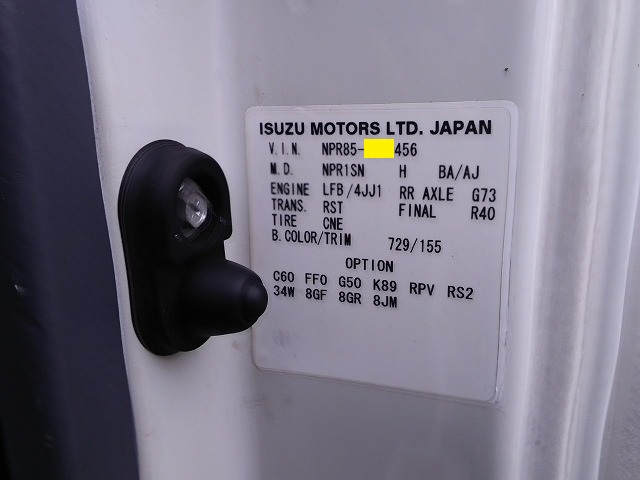 ISUZU MOTORS LTD. JAPAN
V.I.N. NPR85- 456
M.D. NPR1SN H BA/AJ
ENGINE LFB/4JJ1 RR AXLE G73
TRANS. RST FINAL R40
TIRE CNE
B.COLOR/TRIM 729/155
OPTION
C60 FF0 G50 K89 RPV RS2
34W 8GF 8GR 8JM